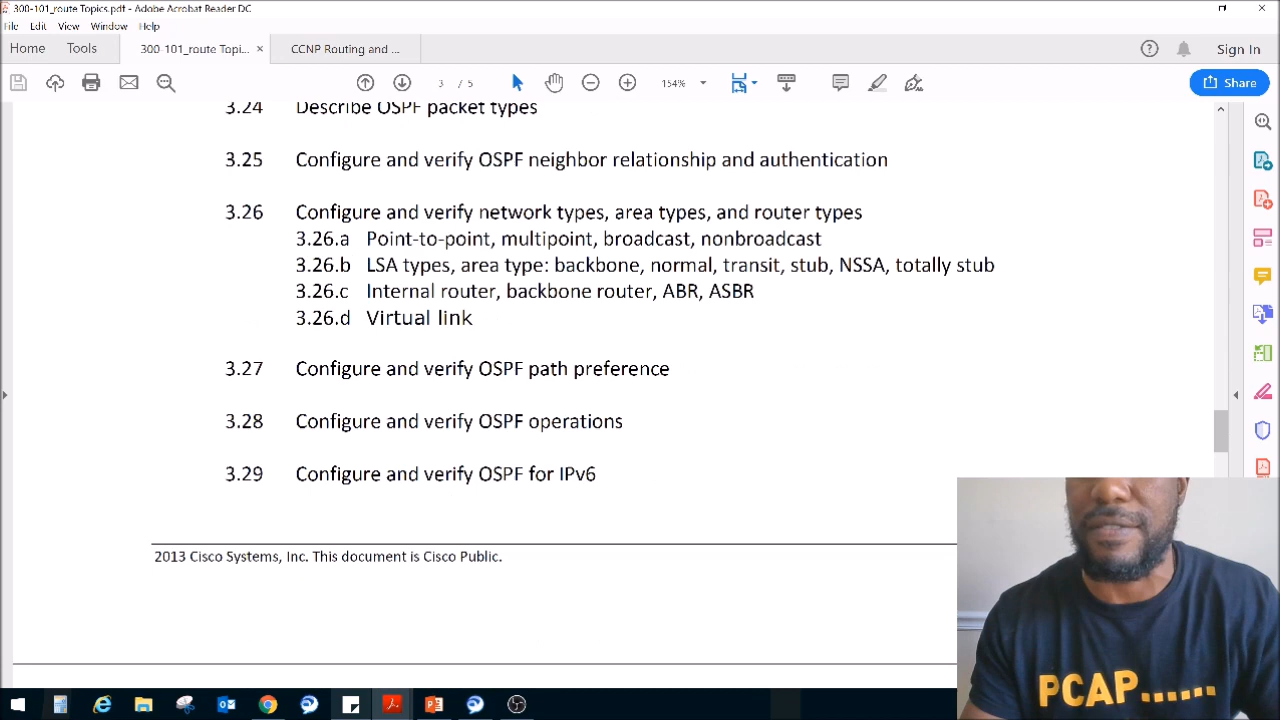 300-101_route Topics.pdf - Adobe Acrobat Reader DC
File Edit View Window Help
Home Tools 300-101_route Topi... × CCNP Routing and ... Sign In
3 / 5 154% Share
3.24 Describe OSPF packet types
3.25 Configure and verify OSPF neighbor relationship and authentication
3.26 Configure and verify network types, area types, and router types
3.26.a Point-to-point, multipoint, broadcast, nonbroadcast
3.26.b LSA types, area type: backbone, normal, transit, stub, NSSA, totally stub
3.26.c Internal router, backbone router, ABR, ASBR
3.26.d Virtual link
3.27 Configure and verify OSPF path preference
3.28 Configure and verify OSPF operations
3.29 Configure and verify OSPF for IPv6
2013 Cisco Systems, Inc. This document is Cisco Public.
PCAP......